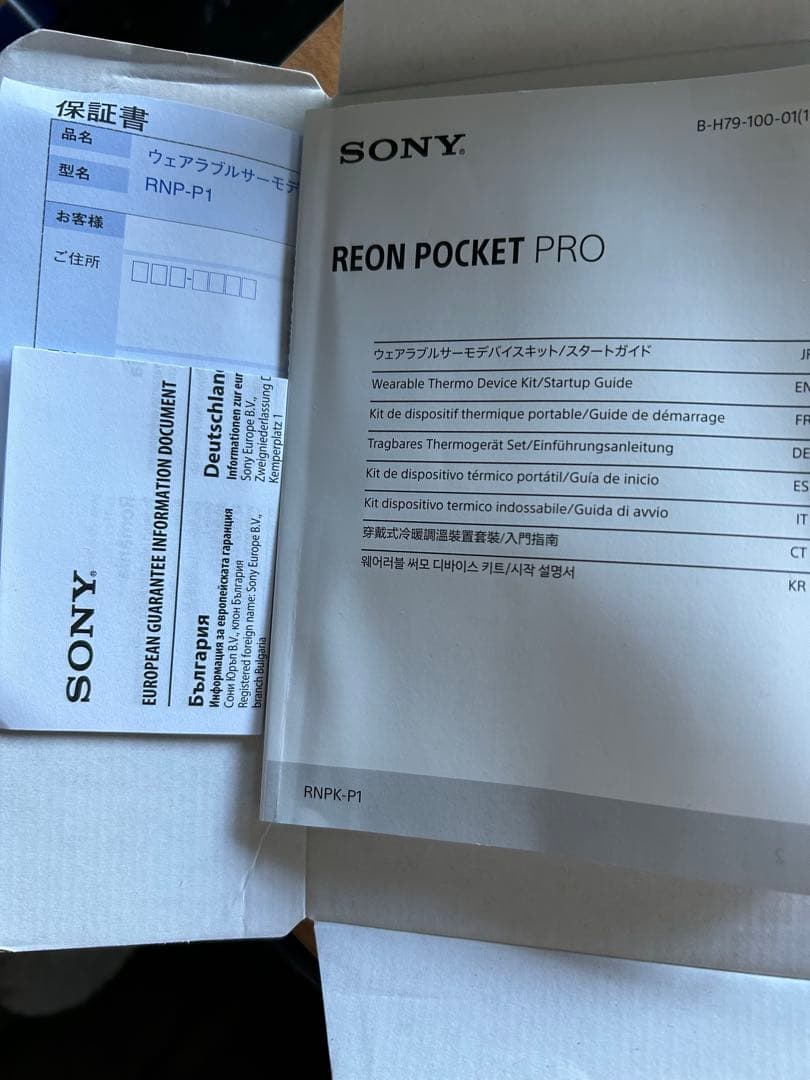 保証書
品名
ウェアラブルサーモデ
型名
RNP-P1
お客様
ご住所
SONY®
B-H79-100-01(1
REON POCKET PRO
ウェアラブルサーモデバイスキット/スタートガイド
Wearable Thermo Device Kit/Startup Guide
EN
Kit de dispositif thermique portable/Guide de démarrage
FR
Tragbares Thermogerät Set/Einführungsanleitung
DE
Kit de dispositivo térmico portátil/Guía de inicio
ES
Kit dispositivo termico indossabile/Guida di avvio
IT
穿戴式冷暖調溫裝置套裝/入門指南
CT
웨어러블 써모 디바이스 키트/시작 설명서
KR
RNPK-P1
SONY®
EUROPEAN GUARANTEE INFORMATION DOCUMENT
България
Информация за европейската гаранция
Сони Юръп B.V., клон България
Registered foreign name: Sony Europe B.V.,
branch Bulgaria
Deutschlan
Informationen zur eur
Sony Europe B.V.,
Zweigniederlassung D
Kemperplatz 1